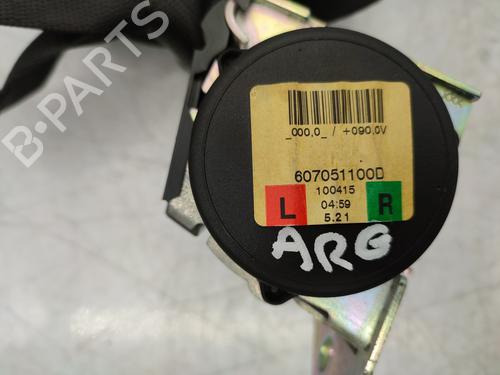 B-PARTS
_000,0_ / +090,0V
607051100D
L 100415 R
04:59
5.21
ARG